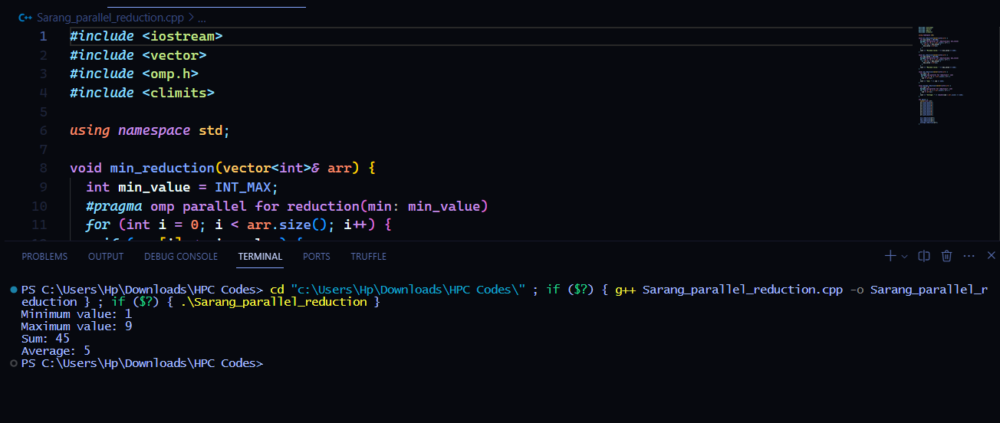 C++ Sarang_parallel_reduction.cpp > ...
1 #include <iostream>
2 #include <vector>
3 #include <omp.h>
4 #include <climits>
5
6 using namespace std;
7
8 void min_reduction(vector<int>& arr) {
9 int min_value = INT_MAX;
10 #pragma omp parallel for reduction(min: min_value)
11 for (int i = 0; i < arr.size(); i++) {
PROBLEMS OUTPUT DEBUG CONSOLE TERMINAL PORTS TRUFFLE
PS C:\Users\Hp\Downloads\HPC Codes> cd "c:\Users\Hp\Downloads\HPC Codes\" ; if ($?) { g++ Sarang_parallel_reduction.cpp -o Sarang_parallel_r
eduction } ; if ($?) { .\Sarang_parallel_reduction }
Minimum value: 1
Maximum value: 9
Sum: 45
Average: 5
PS C:\Users\Hp\Downloads\HPC Codes>